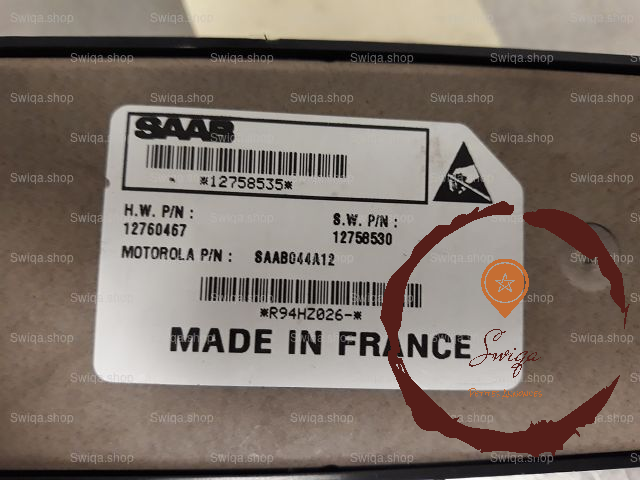 SAAB
*12758535*
H.W. P/N :
12760467
S.W. P/N :
12758530
MOTOROLA P/N : SAAB044A12
*R94HZ026-*
MADE IN FRANCE
Swiqa
Swiqa.shop